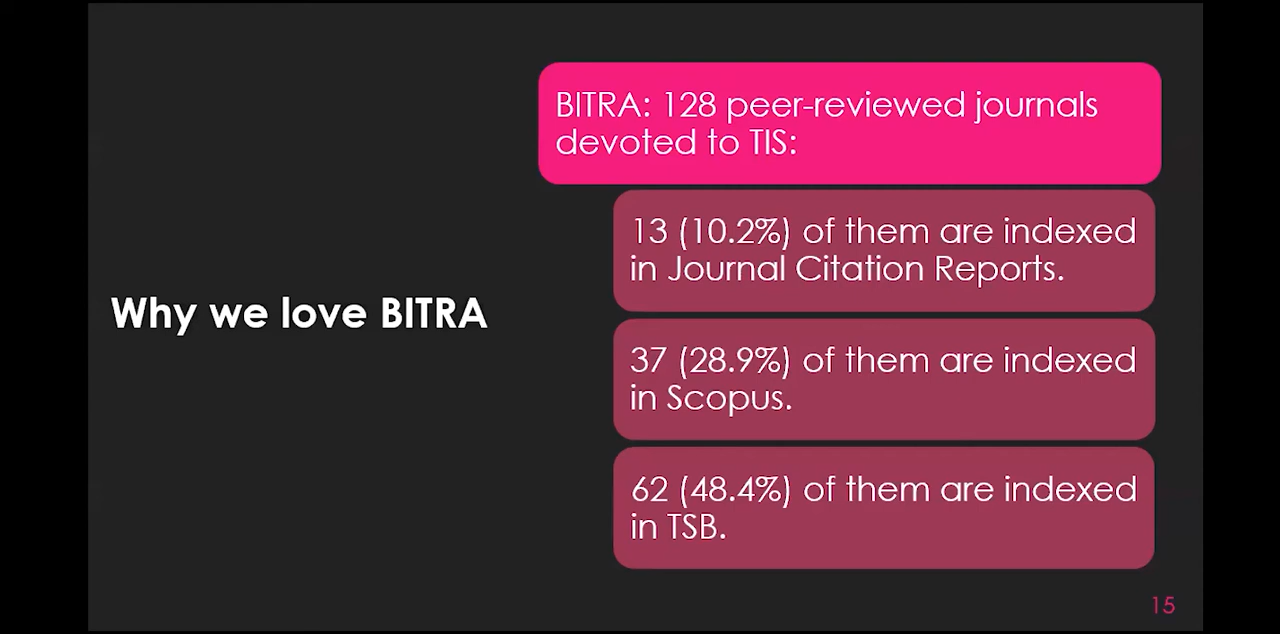 Why we love BITRA
BITRA: 128 peer-reviewed journals
devoted to TIS:
13 (10.2%) of them are indexed
in Journal Citation Reports.
37 (28.9%) of them are indexed
in Scopus.
62 (48.4%) of them are indexed
in TSB.
15